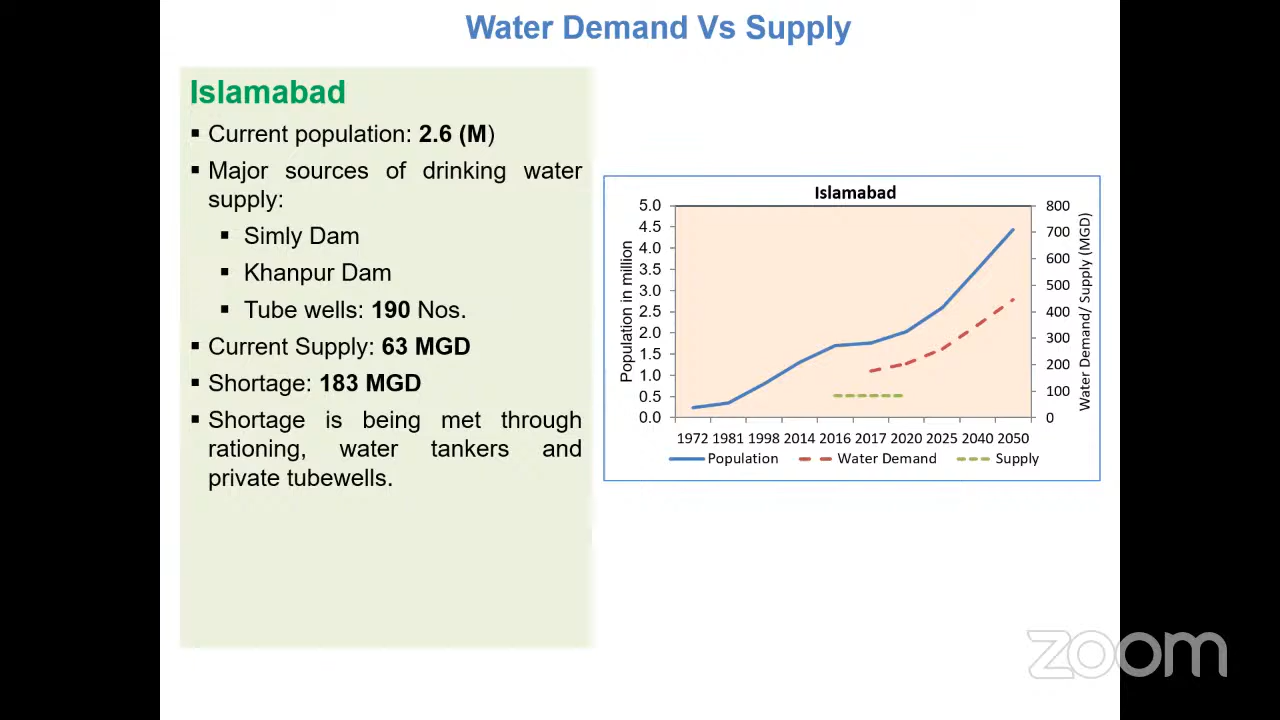 Water Demand Vs Supply
Islamabad
▪ Current population: 2.6 (M)
▪ Major sources of drinking water
supply:
▪ Simly Dam
▪ Khanpur Dam
▪ Tube wells: 190 Nos.
▪ Current Supply: 63 MGD
▪ Shortage: 183 MGD
▪ Shortage is being met through
rationing, water tankers and
private tubewells.
Islamabad
Population in million
5.0
4.5
4.0
3.5
3.0
2.5
2.0
1.5
1.0
0.5
0.0
800
700
600
500
400
300
200
100
0
Water Demand/ Supply (MGD)
1972 1981 1998 2014 2016 2017 2020 2025 2040 2050
Population Water Demand Supply
zoom